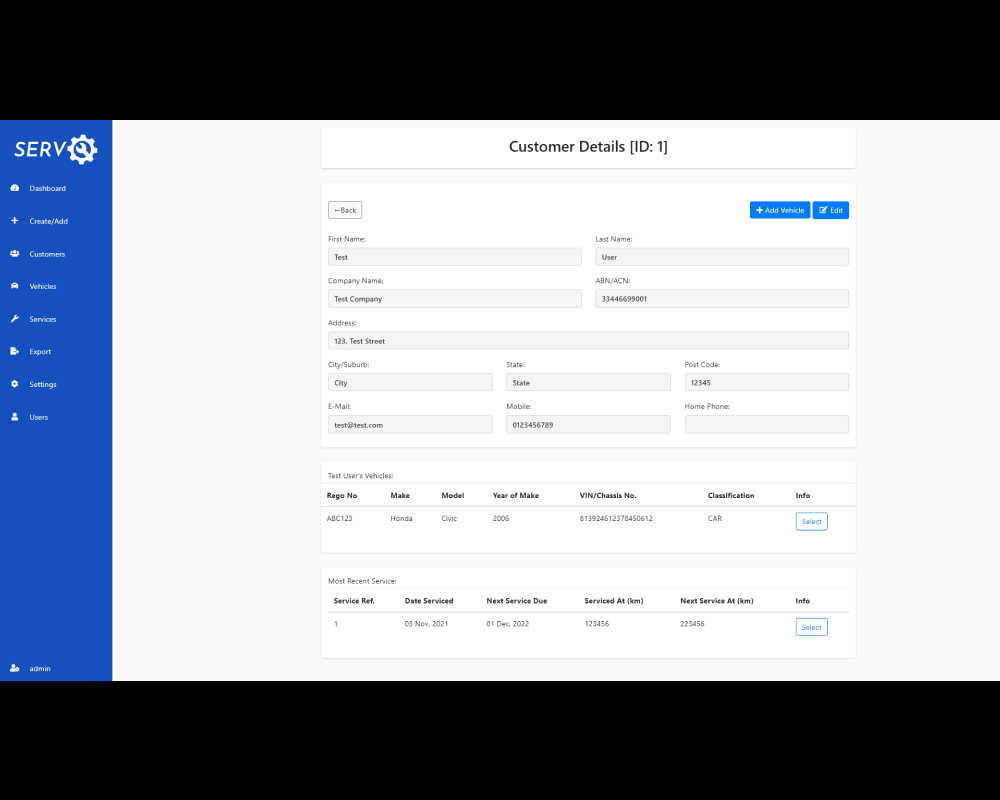 SERV
Dashboard
Create/Add
Customers
Vehicles
Services
Export
Settings
Users
admin
Customer Details [ID: 1]
←Back
Add Vehicle Edit
First Name: Last Name:
Test User
Company Name: ABN/ACN:
Test Company 33446699001
Address:
123, Test Street
City/Suburb: State: Post Code:
City State 12345
E-Mail: Mobile: Home Phone:
test@test.com 0123456789
Test User's Vehicles:
Rego No Make Model Year of Make VIN/Chassis No. Classification Info
ABC123 Honda Civic 2006 813924612378450612 CAR Select
Most Recent Service:
Service Ref. Date Serviced Next Service Due Serviced At (km) Next Service At (km) Info
1 03 Nov. 2021 01 Dec. 2022 123456 223456 Select